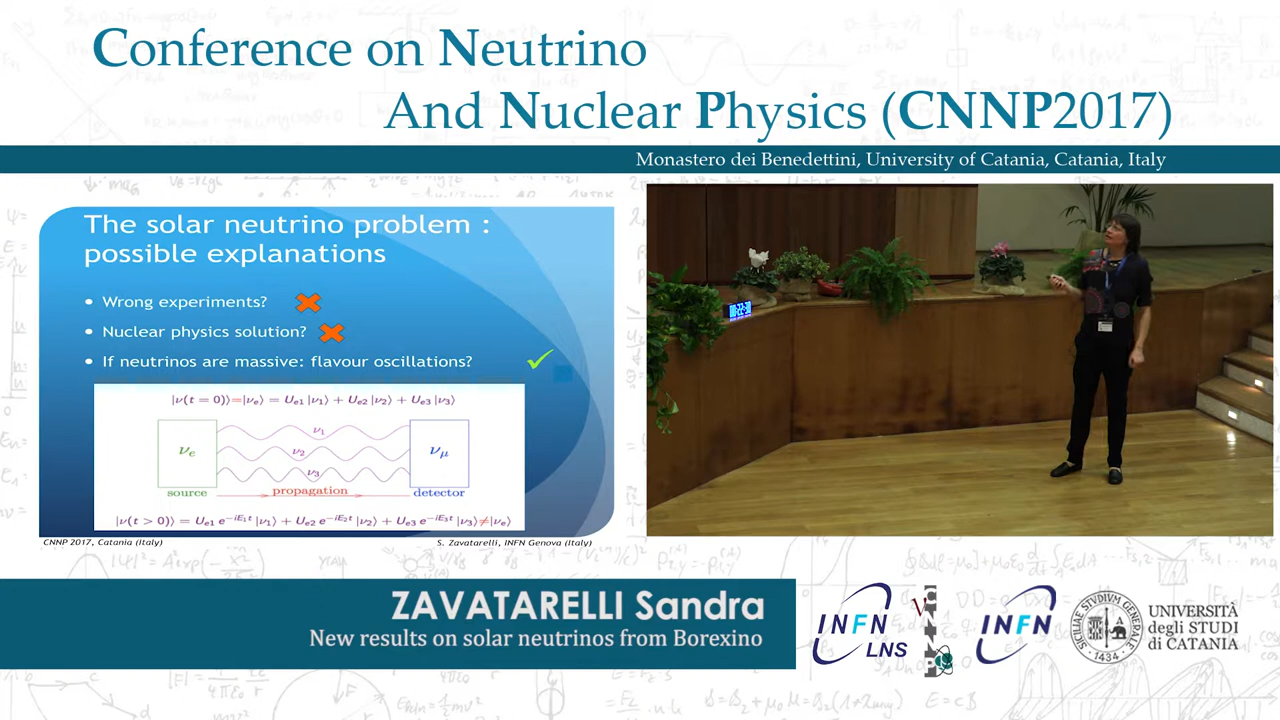 Conference on Neutrino
And Nuclear Physics (CNNP2017)
Monastero dei Benedettini, University of Catania, Catania, Italy
The solar neutrino problem :
possible explanations
• Wrong experiments?
• Nuclear physics solution?
• If neutrinos are massive: flavour oscillations?
|ν(t = 0)⟩=|νe⟩ = Ue1 |ν1⟩ + Ue2 |ν2⟩ + Ue3 |ν3⟩
ν1
νe ν2 νμ
ν3
source propagation detector
|ν(t > 0)⟩ = Ue1 e−iE1t |ν1⟩ + Ue2 e−iE2t |ν2⟩ + Ue3 e−iE3t |ν3⟩≠|νe⟩
CNNP 2017, Catania (Italy) S. Zavatarelli, INFN Genova (Italy)
ZAVATARELLI Sandra
New results on solar neutrinos from Borexino
INFN
LNS
INFN
SICILIAE STUDIUM GENERALE
1434
UNIVERSITÀ
degli STUDI
di CATANIA